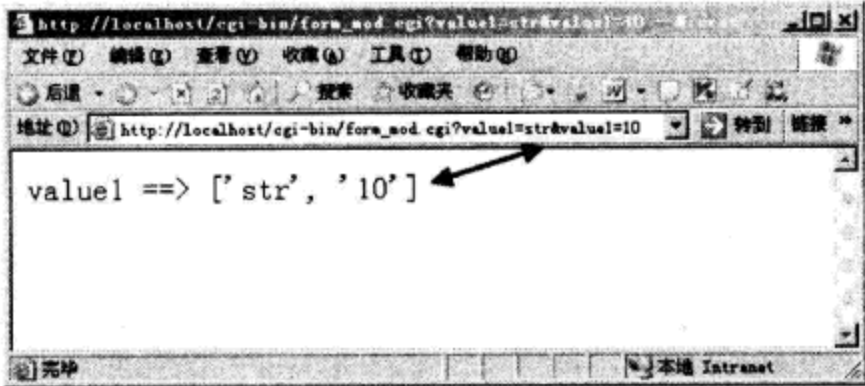 http://localhost/cgi-bin/form_mod.cgi?value1=str&value1=10
文件(F) 编辑(E) 查看(V) 收藏(A) 工具(T) 帮助(H)
后退 搜索 收藏夹
地址(D) http://localhost/cgi-bin/form_mod.cgi?value1=str&value1=10 转到 链接 »
value1 ==> ['str', '10']
完毕 本地 Intranet